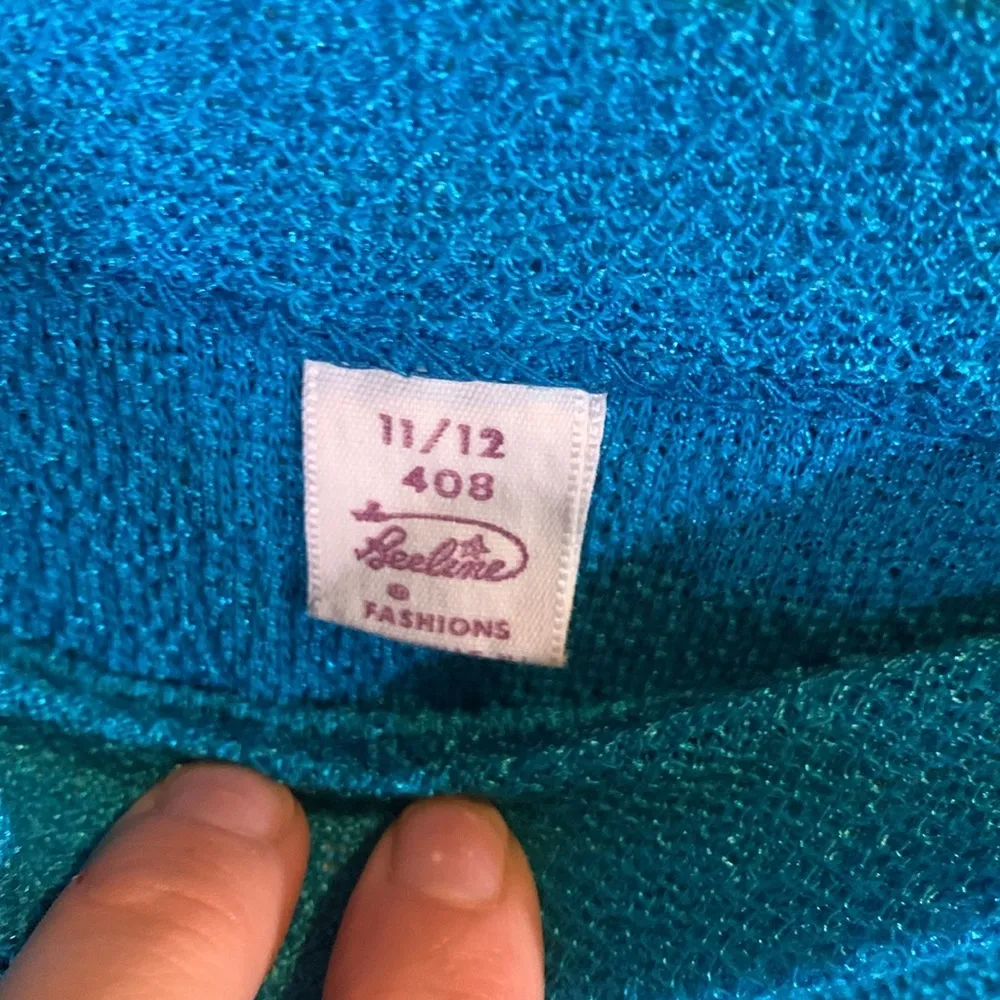 11/12
408
Beeline
®
FASHIONS